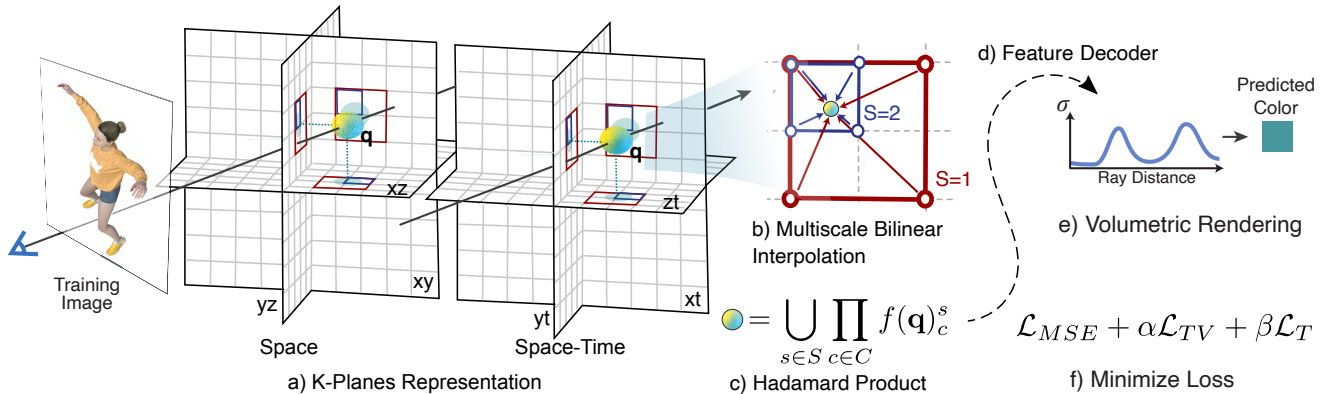 Training
Image
q
xz
xy
yz
Space
q
zt
xt
yt
Space-Time
a) K-Planes Representation
S=2
S=1
b) Multiscale Bilinear
Interpolation
= ⋃ ∏ f(q)ₛᶜ
s∈S c∈C
c) Hadamard Product
d) Feature Decoder
σ
Ray Distance
Predicted
Color
e) Volumetric Rendering
ℒ_MSE + αℒ_TV + βℒ_T
f) Minimize Loss